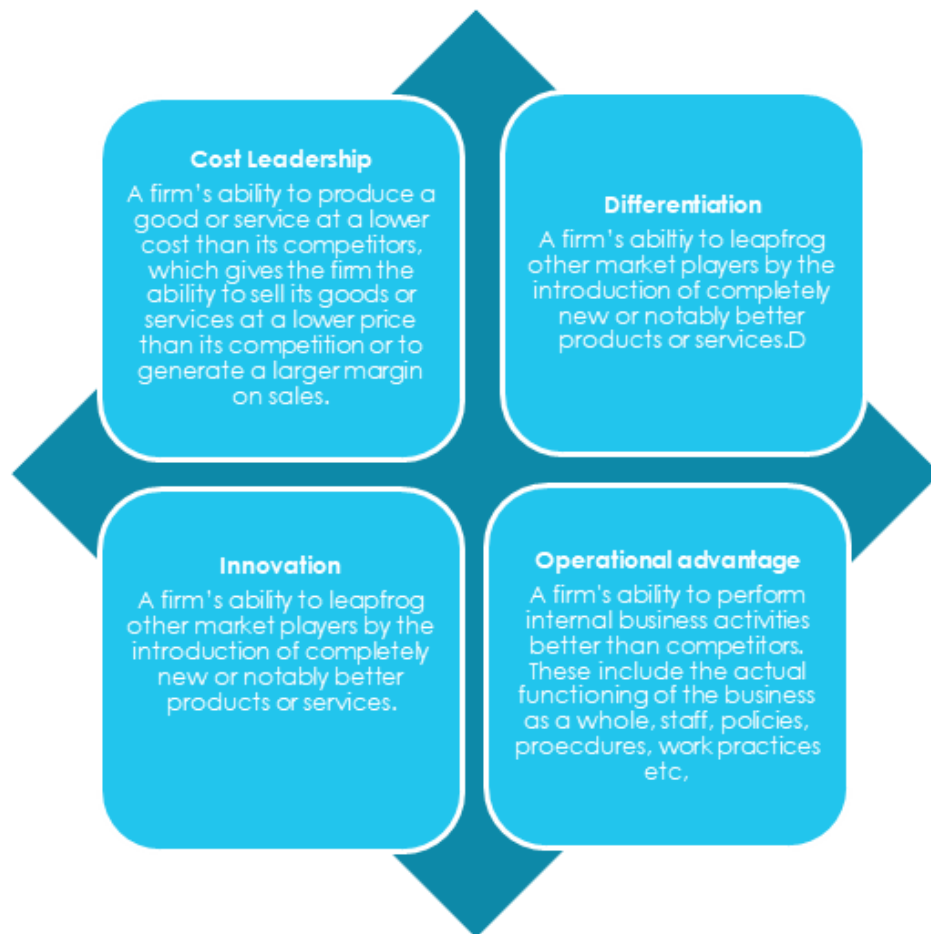 Cost Leadership
A firm's ability to produce a
good or service at a lower
cost than its competitors,
which gives the firm the
ability to sell its goods or
services at a lower price
than its competition or to
generate a larger margin
on sales.
Differentiation
A firm's abiltiy to leapfrog
other market players by the
introduction of completely
new or notably better
products or services.D
Innovation
A firm's ability to leapfrog
other market players by the
introduction of completely
new or notably better
products or services.
Operational advantage
A firm's ability to perform
internal business activities
better than competitors.
These include the actual
functioning of the business
as a whole, staff, policies,
proecdures, work practices
etc,